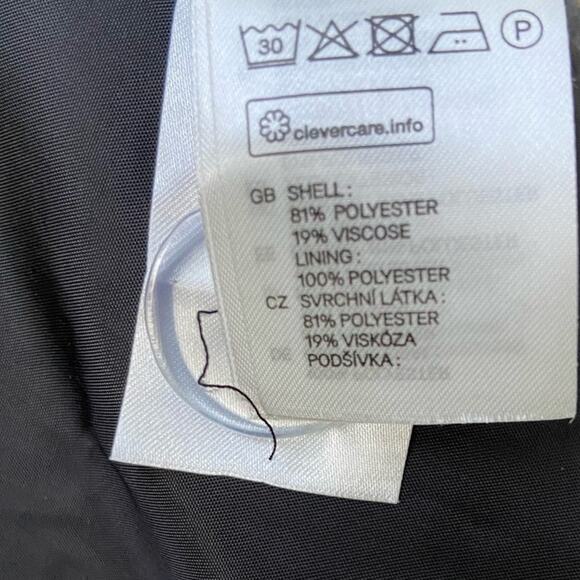 30 P
clevercare.info
GB SHELL:
81% POLYESTER
19% VISCOSE
LINING:
100% POLYESTER
CZ SVRCHNÍ LÁTKA:
81% POLYESTER
19% VISKÓZA
PODŠÍVKA: